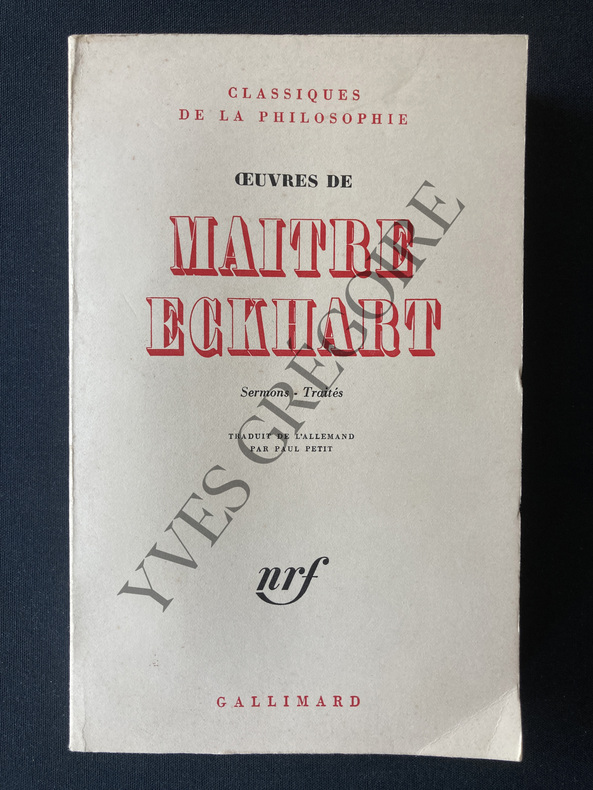 CLASSIQUES
DE LA PHILOSOPHIE
ŒUVRES DE
MAITRE
ECKHART
Sermons - Traités
TRADUIT DE L'ALLEMAND
PAR PAUL PETIT
nrf
GALLIMARD
YVES GRÉGOIRE